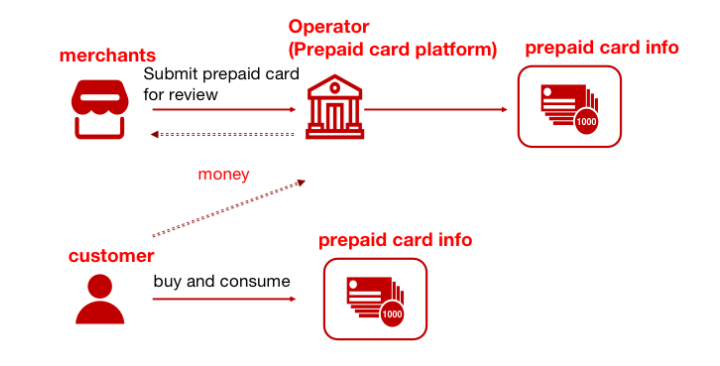 Operator
(Prepaid card platform)
merchants
prepaid card info
Submit prepaid card
for review
1000
money
customer
prepaid card info
buy and consume
1000